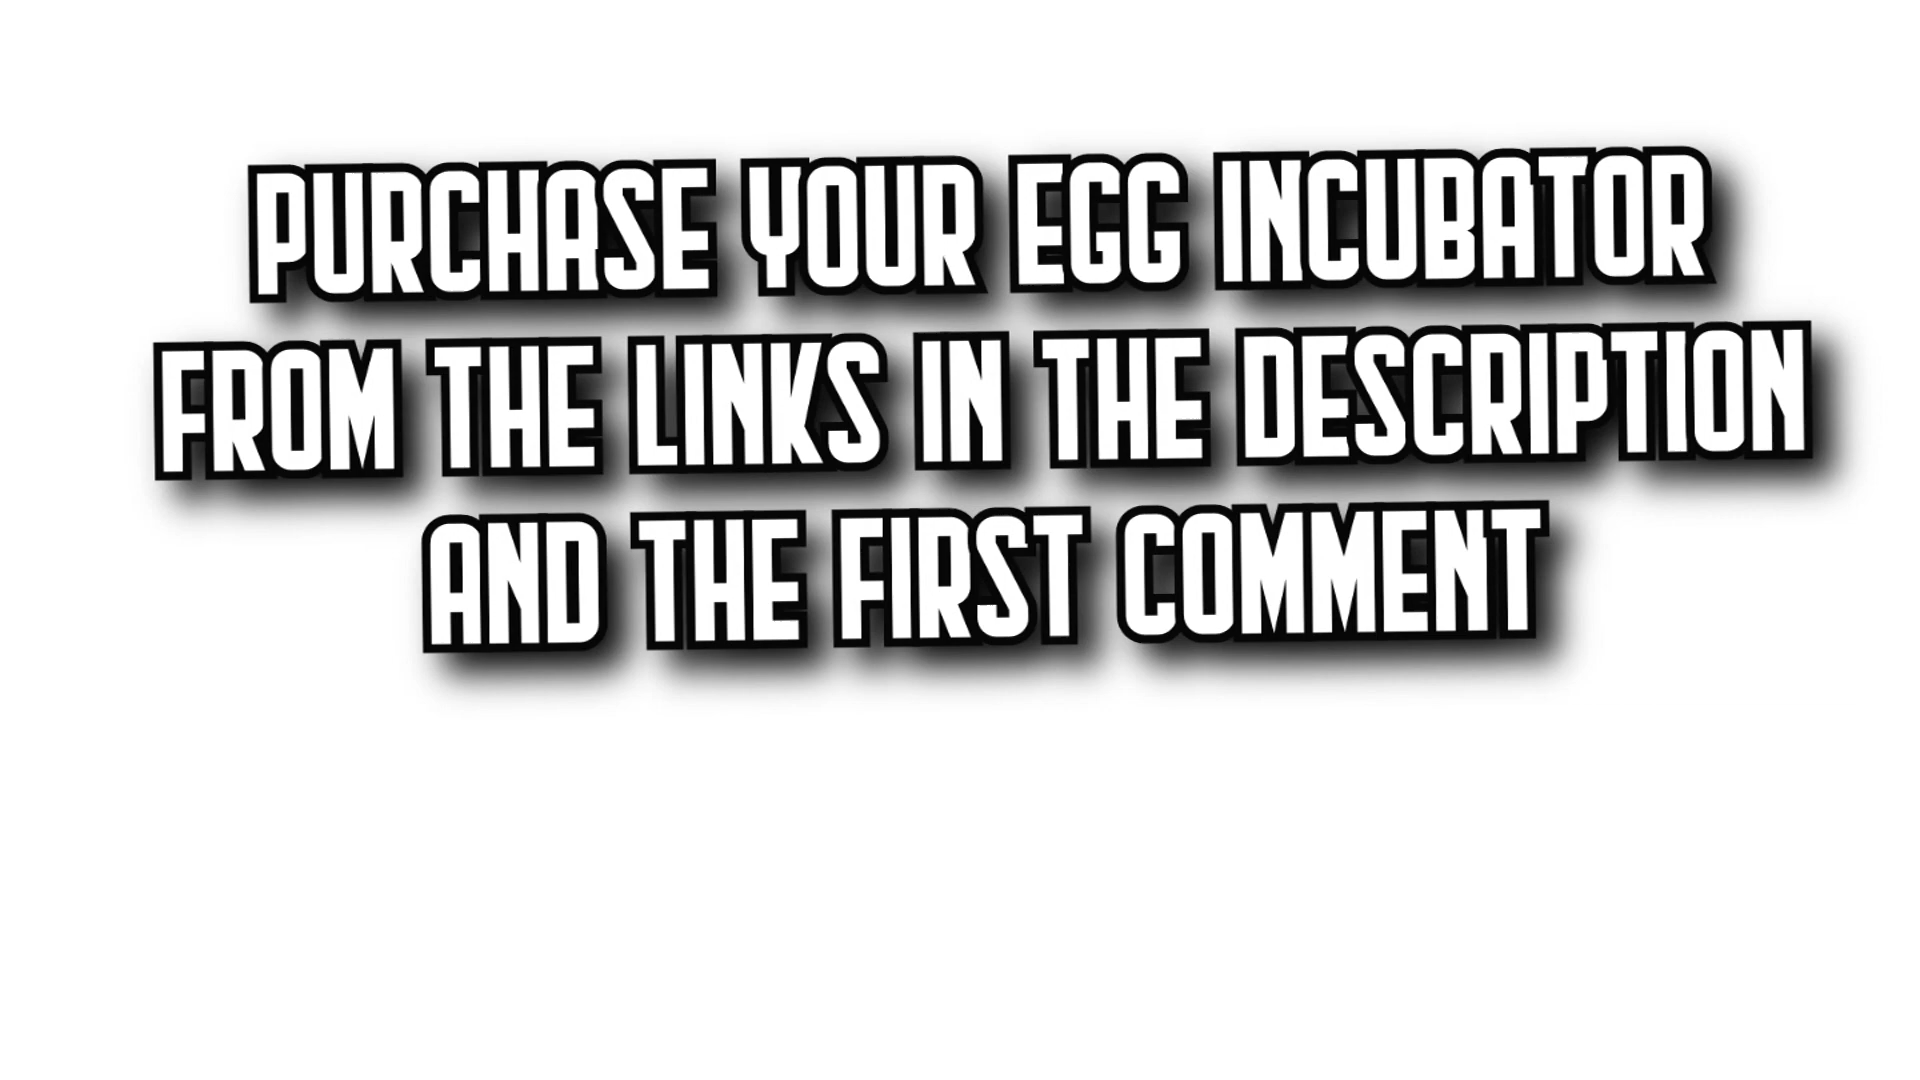 PURCHASE YOUR EGG INCUBATOR
FROM THE LINKS IN THE DESCRIPTION
AND THE FIRST COMMENT